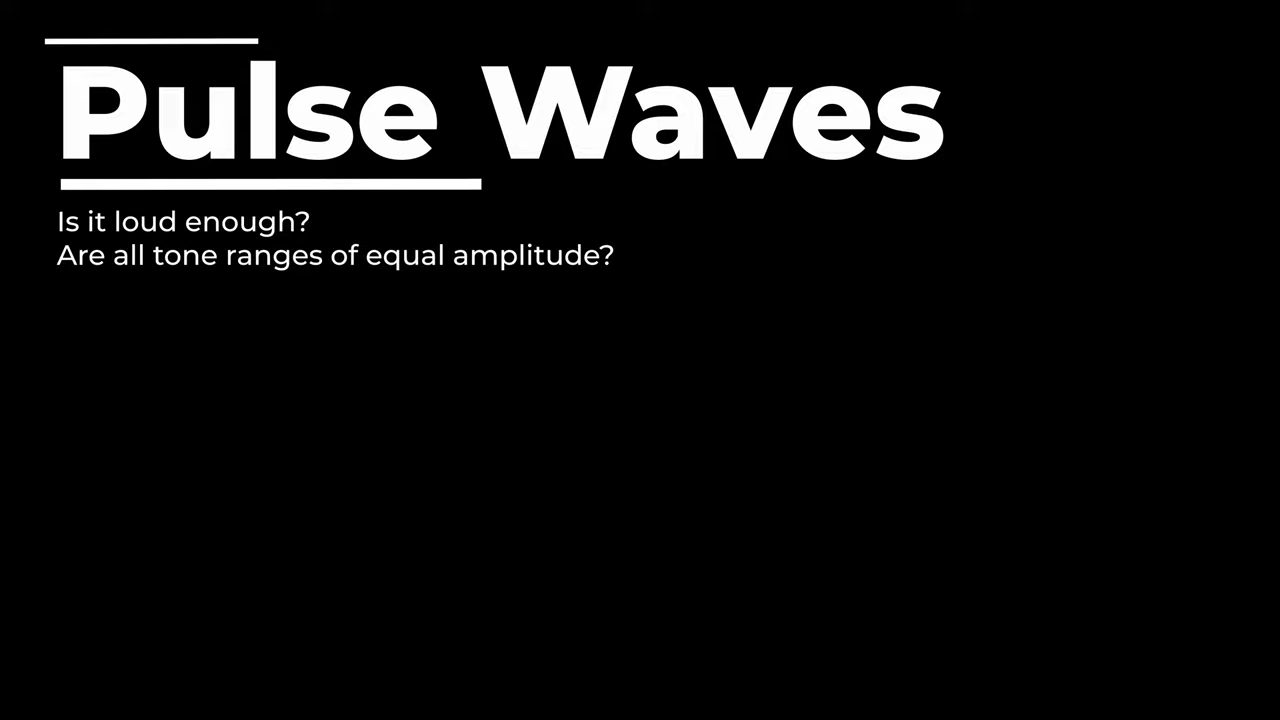 Pulse Waves
Is it loud enough?
Are all tone ranges of equal amplitude?